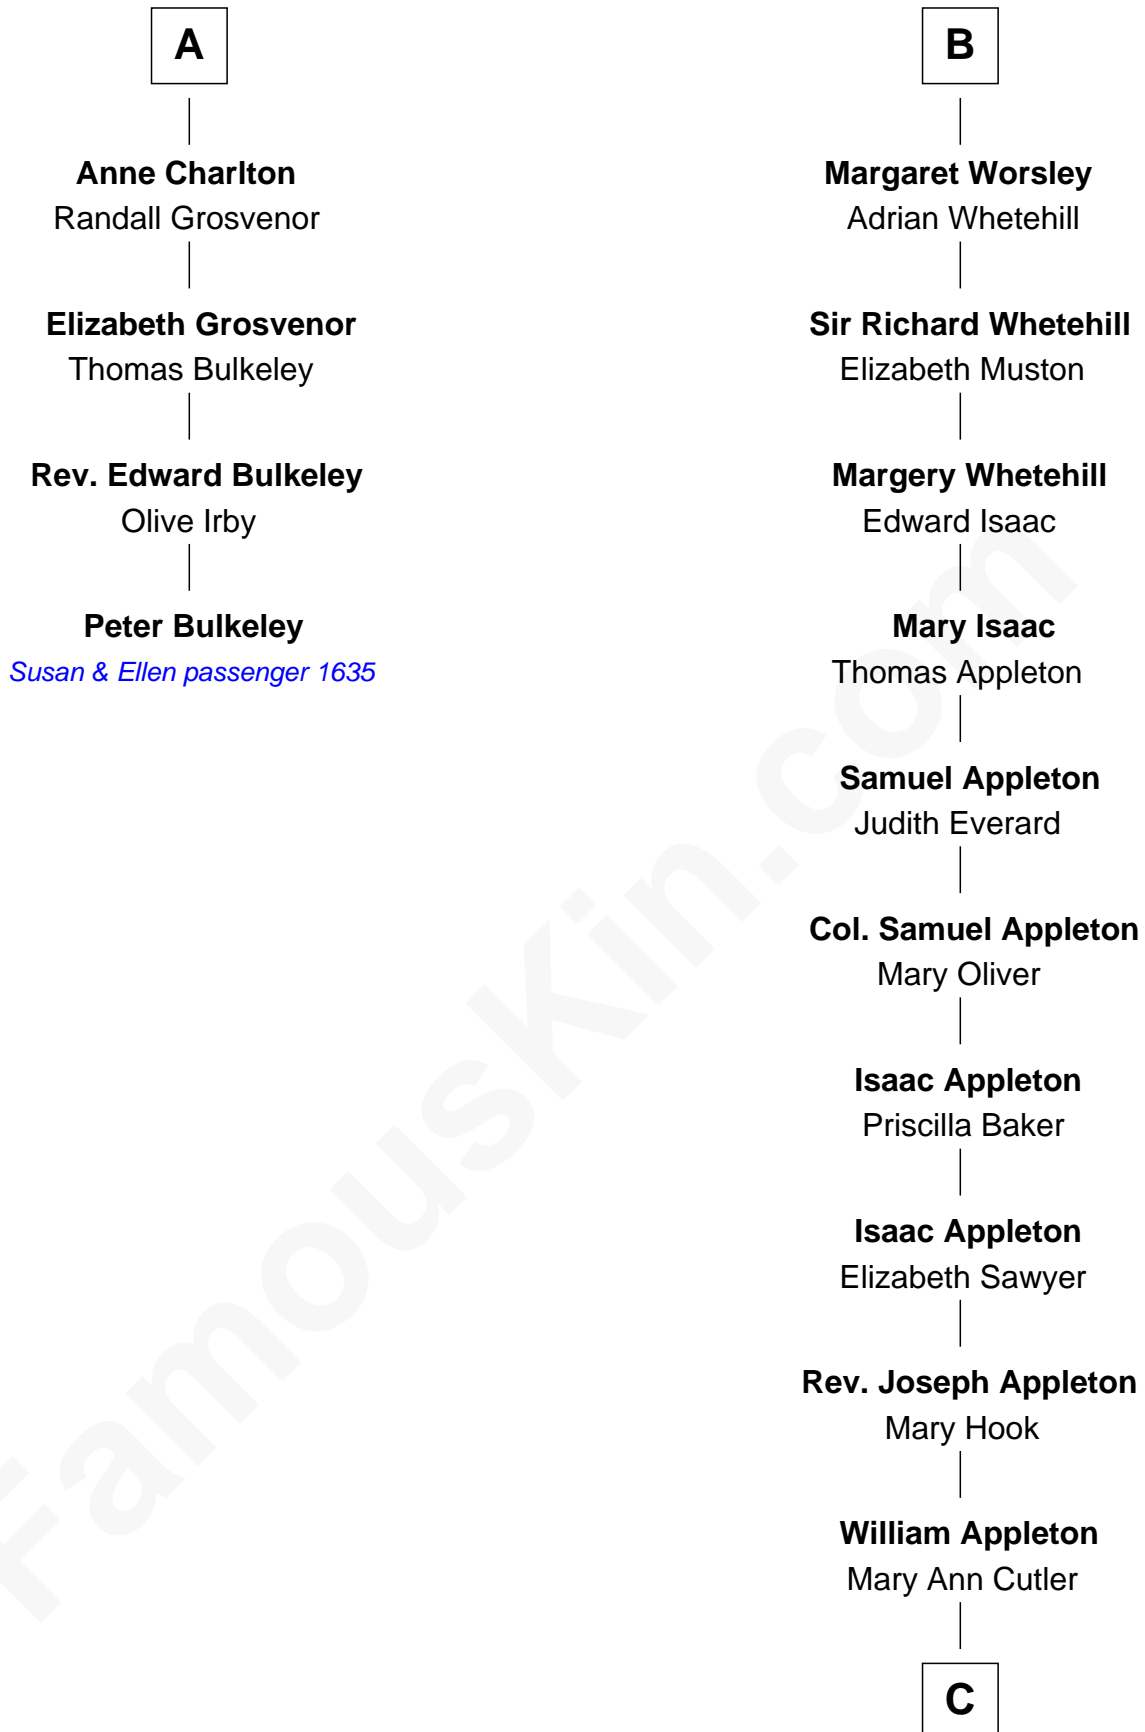 A
Anne Charlton
Randall Grosvenor
Elizabeth Grosvenor
Thomas Bulkeley
Rev. Edward Bulkeley
Olive Irby
Peter Bulkeley
Susan & Ellen passenger 1635
B
Margaret Worsley
Adrian Whetehill
Sir Richard Whetehill
Elizabeth Muston
Margery Whetehill
Edward Isaac
Mary Isaac
Thomas Appleton
Samuel Appleton
Judith Everard
Col. Samuel Appleton
Mary Oliver
Isaac Appleton
Priscilla Baker
Isaac Appleton
Elizabeth Sawyer
Rev. Joseph Appleton
Mary Hook
William Appleton
Mary Ann Cutler
C
FamousKin.com